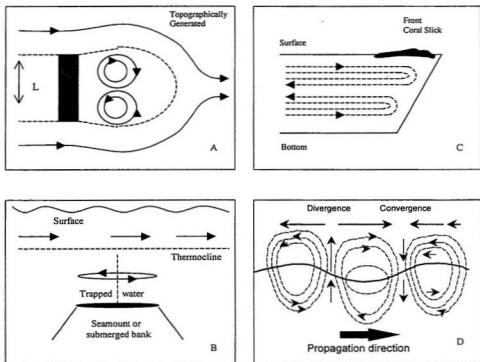 Topographically
Generated
L
A
Front
Coral Slick
Surface
Bottom
C
Surface
Thermocline
Trapped water
Seamount or
submerged bank
B
Divergence Convergence
Propagation direction
D